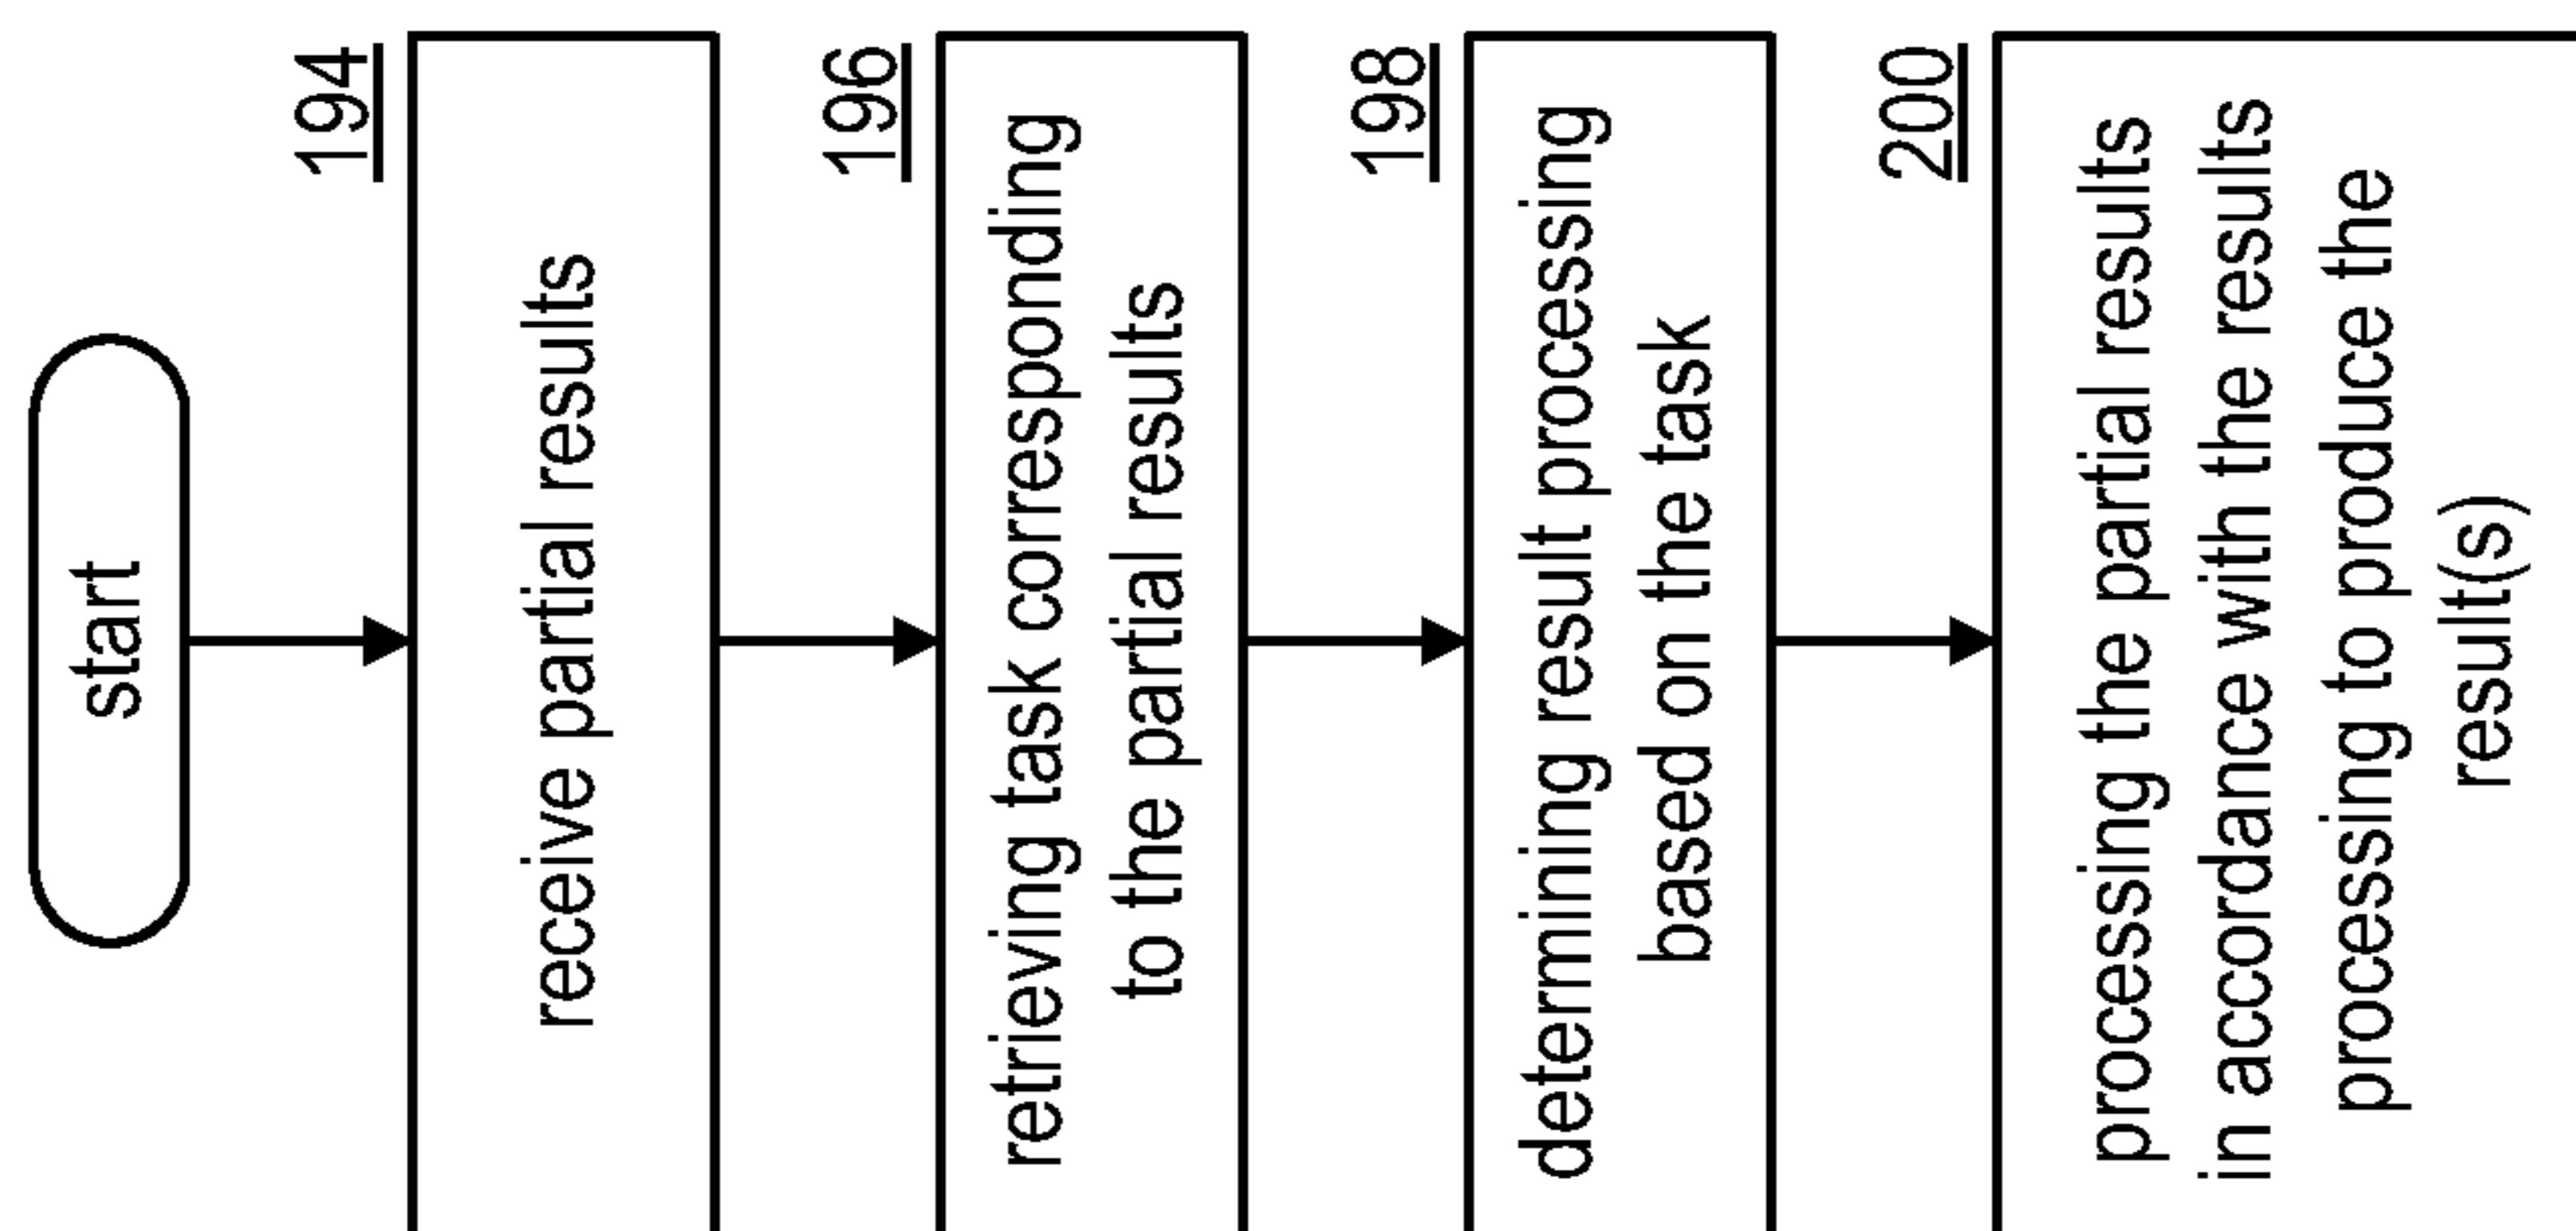 start
194
receive partial results
196
retrieving task corresponding
to the partial results
198
determining result processing
based on the task
200
processing the partial results
in accordance with the results
processing to produce the
result(s)